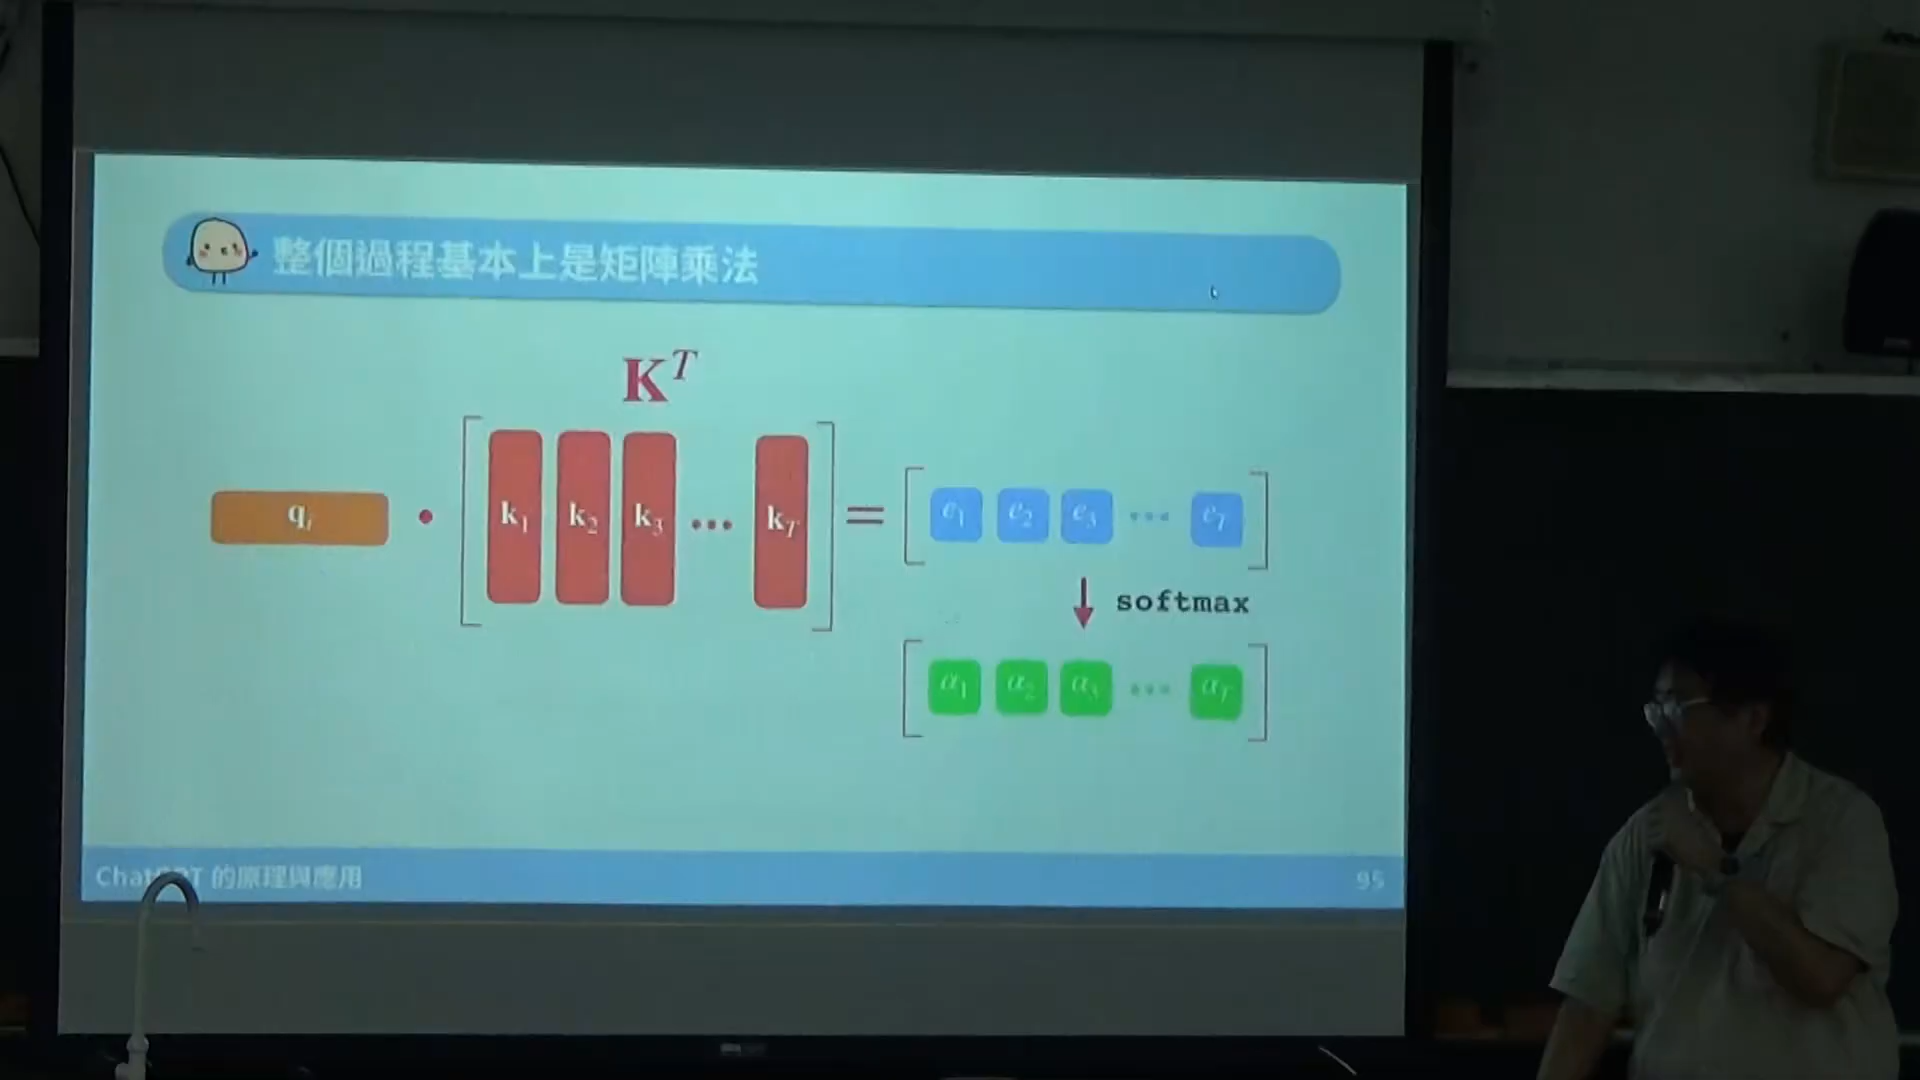 整個過程基本上是矩陣乘法
K^T
q_i • [ k_1 k_2 k_3 ... k_T ] = [ e_1 e_2 e_3 ... e_T ]
softmax
[ α_1 α_2 α_3 ... α_T ]
ChatGPT 的原理與應用
95